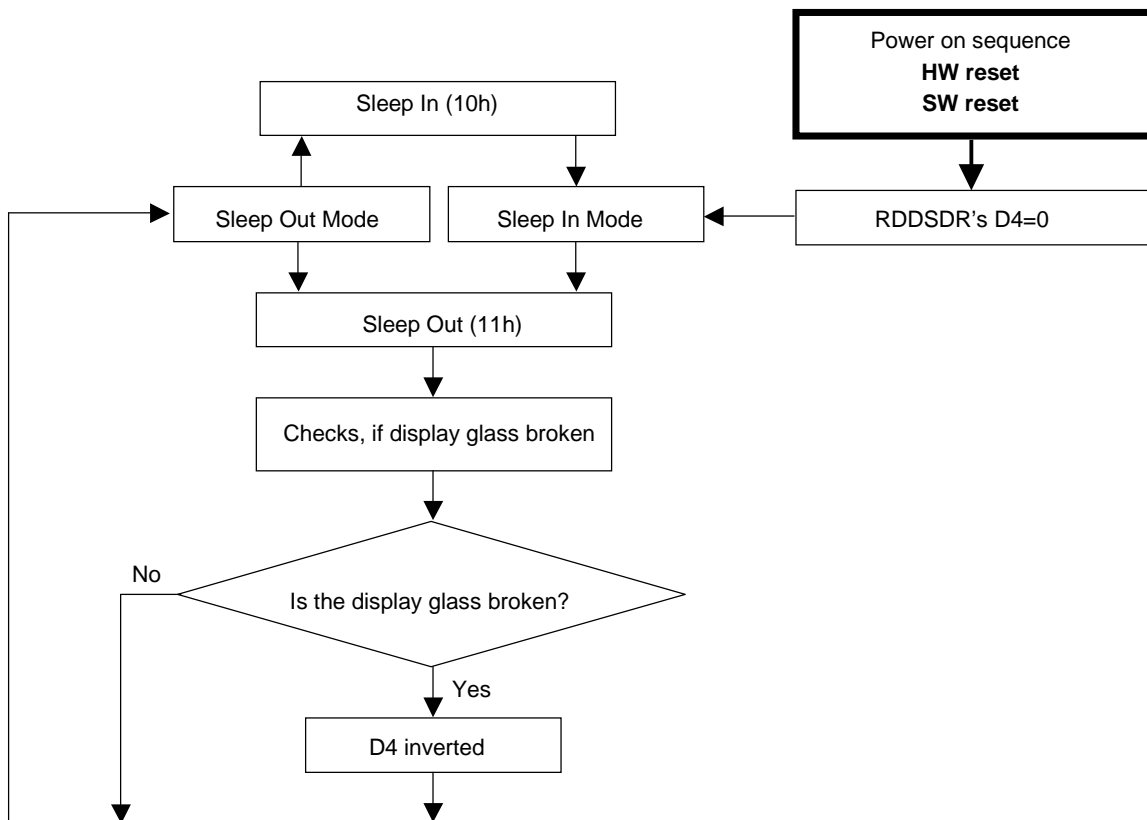 Power on sequence
HW reset
SW reset
Sleep In (10h)
Sleep Out Mode
Sleep In Mode
RDDSDR's D4=0
Sleep Out (11h)
Checks, if display glass broken
No
Is the display glass broken?
Yes
D4 inverted